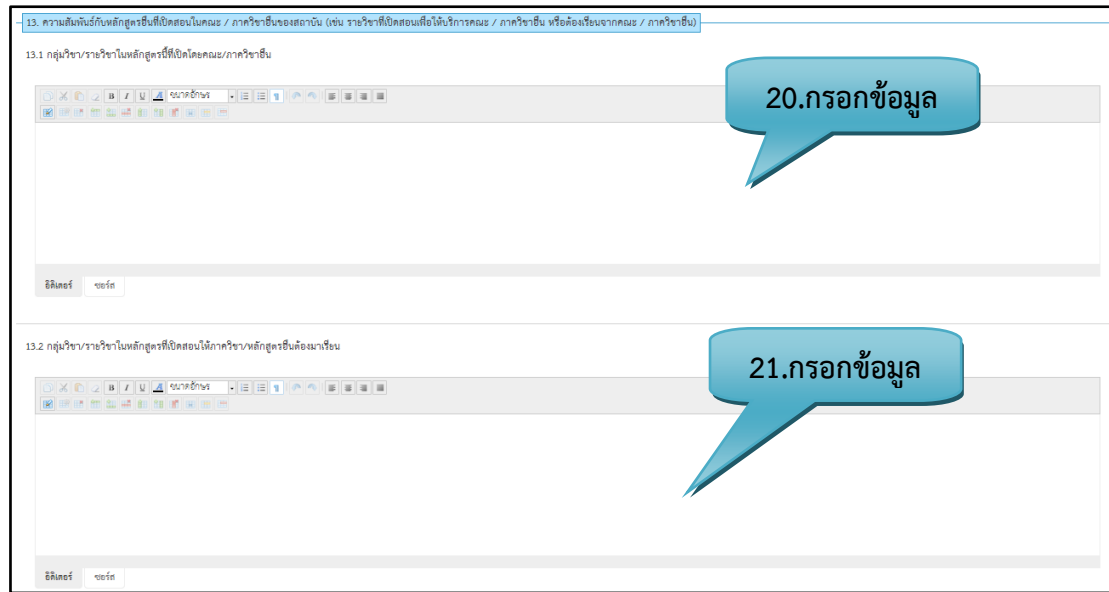 13. ความสัมพันธ์กับหลักสูตรอื่นที่เปิดสอนในคณะ / ภาควิชาอื่นของสถาบัน (เช่น รายวิชาที่เปิดสอนเพื่อให้บริการคณะ / ภาควิชาอื่น หรือต้องเรียนจากคณะ / ภาควิชาอื่น)
13.1 กลุ่มวิชา/รายวิชาในหลักสูตรนี้ที่เปิดโดยคณะ/ภาควิชาอื่น
20.กรอกข้อมูล
B I U A ขนาดอักษร
อิดิเตอร์ ซอร์ส
13.2 กลุ่มวิชา/รายวิชาในหลักสูตรที่เปิดสอนให้ภาควิชา/หลักสูตรอื่นต้องมาเรียน
21.กรอกข้อมูล
B I U A ขนาดอักษร
อิดิเตอร์ ซอร์ส